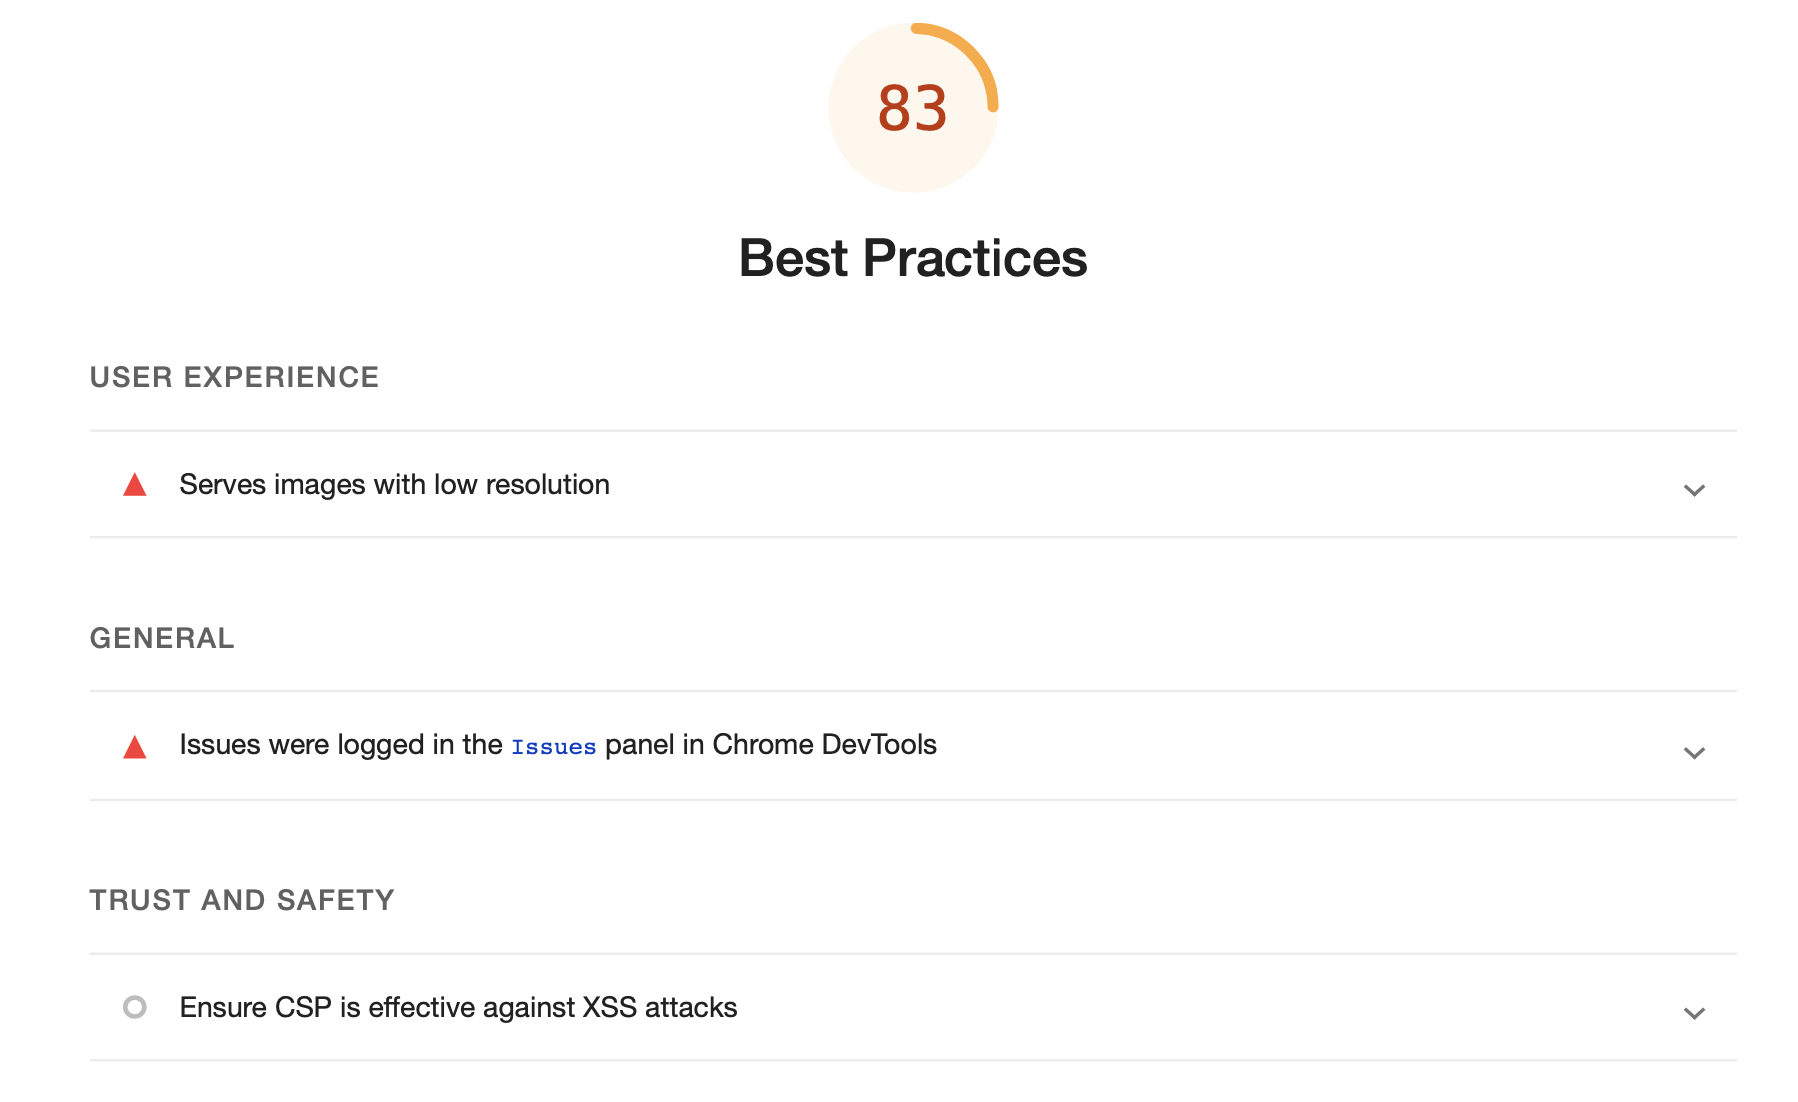 83
Best Practices
USER EXPERIENCE
Serves images with low resolution
GENERAL
Issues were logged in the Issues panel in Chrome DevTools
TRUST AND SAFETY
Ensure CSP is effective against XSS attacks